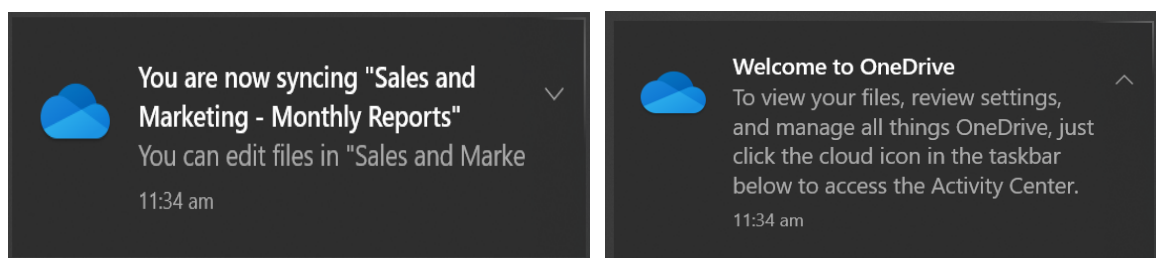 You are now syncing "Sales and
Marketing - Monthly Reports"
You can edit files in "Sales and Marke
11:34 am
Welcome to OneDrive
To view your files, review settings,
and manage all things OneDrive, just
click the cloud icon in the taskbar
below to access the Activity Center.
11:34 am